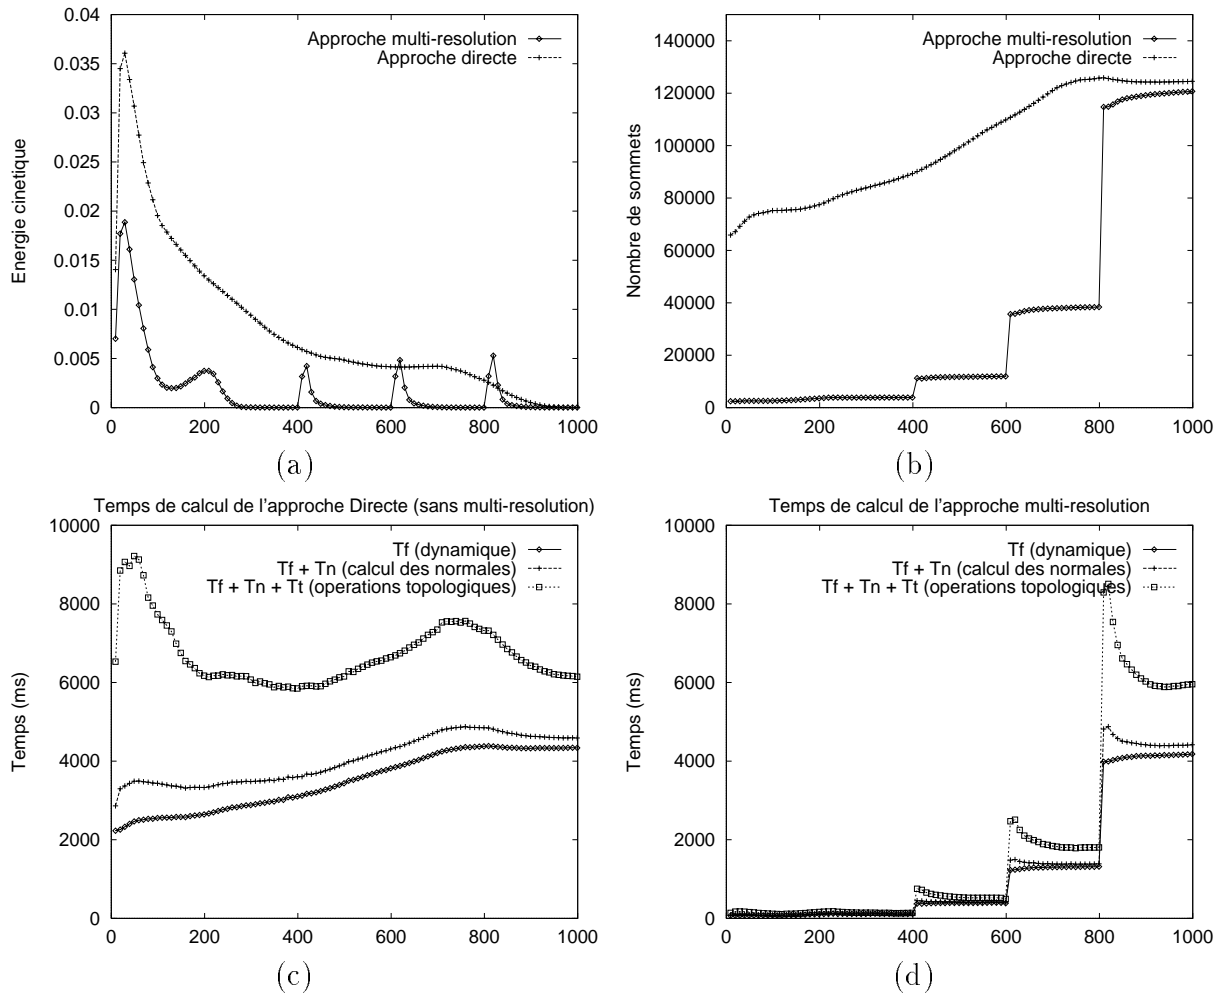 0.04
0.035
0.03
0.025
0.02
0.015
0.01
0.005
0
Energie cinetique
Approche multi-resolution
Approche directe
0 200 400 600 800 1000
(a)
140000
120000
100000
80000
60000
40000
20000
0
Nombre de sommets
Approche multi-resolution
Approche directe
0 200 400 600 800 1000
(b)
Temps de calcul de l'approche Directe (sans multi-resolution)
10000
8000
6000
4000
2000
0
Temps (ms)
Tf (dynamique)
Tf + Tn (calcul des normales)
Tf + Tn + Tt (operations topologiques)
0 200 400 600 800 1000
(c)
Temps de calcul de l'approche multi-resolution
10000
8000
6000
4000
2000
0
Temps (ms)
Tf (dynamique)
Tf + Tn (calcul des normales)
Tf + Tn + Tt (operations topologiques)
0 200 400 600 800 1000
(d)